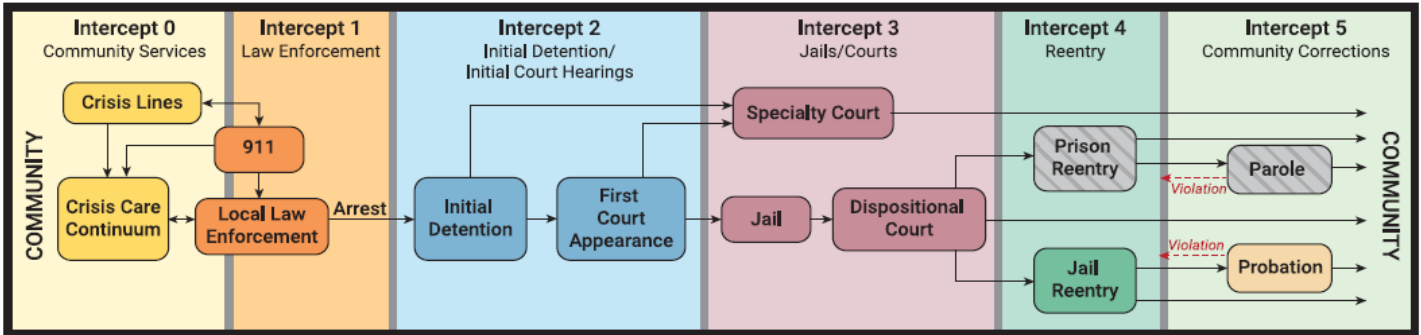 Intercept 0
Community Services
Intercept 1
Law Enforcement
Intercept 2
Initial Detention/
Initial Court Hearings
Intercept 3
Jails/Courts
Intercept 4
Reentry
Intercept 5
Community Corrections
COMMUNITY
Crisis Lines
911
Crisis Care
Continuum
Local Law
Enforcement
Arrest
Initial
Detention
First
Court
Appearance
Specialty Court
Jail
Dispositional
Court
Prison
Reentry
Violation
Parole
Jail
Reentry
Violation
Probation
COMMUNITY